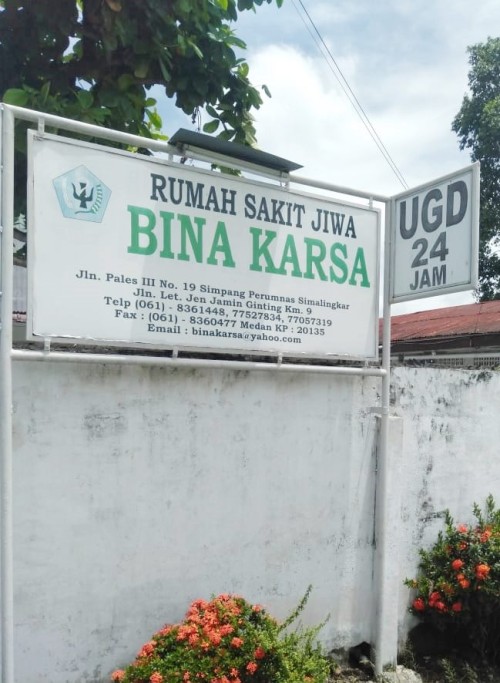 RUMAH SAKIT JIWA
BINA KARSA
Jln. Pales III No. 19 Simpang Perumnas Simalingkar
Jln. Let. Jen Jamin Ginting Km. 9
Telp (061) - 8361448, 77527834, 77057319
Fax : (061) - 8360477 Medan KP : 20135
Email : binakarsa@yahoo.com
UGD
24
JAM